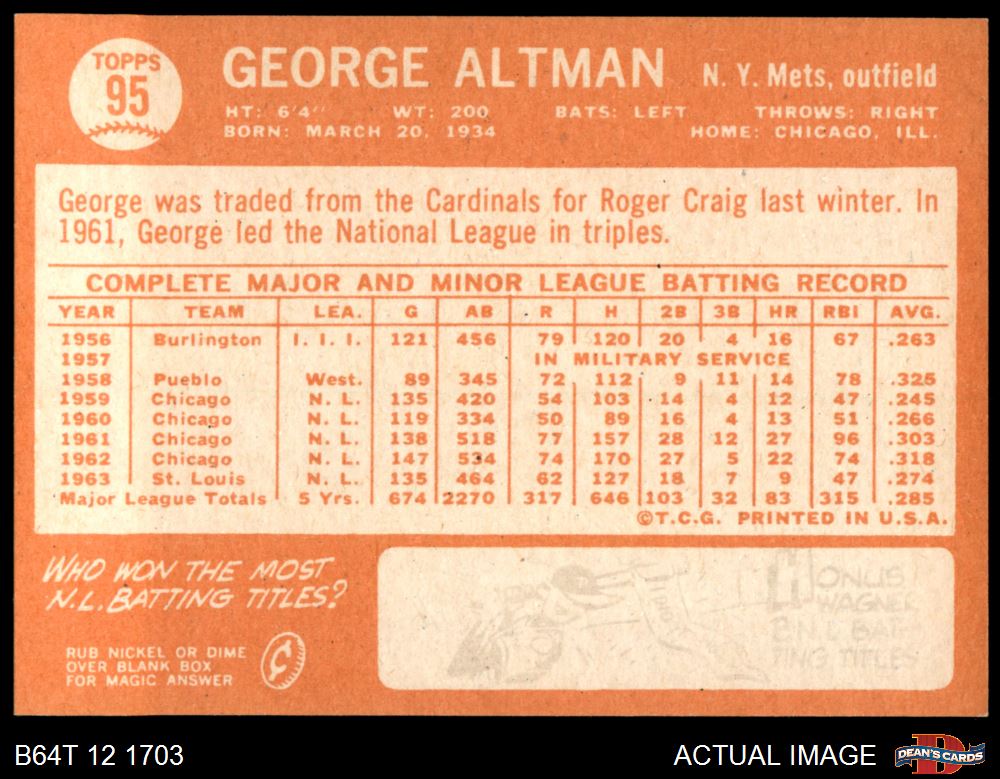 TOPPS
95
GEORGE ALTMAN N. Y. Mets, outfield
HT: 6'4" WT: 200 BATS: LEFT THROWS: RIGHT
BORN: MARCH 20, 1934 HOME: CHICAGO, ILL.
George was traded from the Cardinals for Roger Craig last winter. In
1961, George led the National League in triples.
COMPLETE MAJOR AND MINOR LEAGUE BATTING RECORD
YEAR TEAM LEA. G AB R H 2B 3B HR RBI AVG.
1956 Burlington I. I. I. 121 456 79 120 20 4 16 67 .263
1957 IN MILITARY SERVICE
1958 Pueblo West. 89 345 72 112 9 11 14 78 .325
1959 Chicago N. L. 135 420 54 103 14 4 12 47 .245
1960 Chicago N. L. 119 334 50 89 16 4 13 51 .266
1961 Chicago N. L. 138 518 77 157 28 12 27 96 .303
1962 Chicago N. L. 147 534 74 170 27 5 22 74 .318
1963 St. Louis N. L. 135 464 62 127 18 7 9 47 .274
Major League Totals 5 Yrs. 674 2270 317 646 103 32 83 315 .285
©T.C.G. PRINTED IN U.S.A.
WHO WON THE MOST
N.L. BATTING TITLES?
RUB NICKEL OR DIME
OVER BLANK BOX
FOR MAGIC ANSWER
HONUS
WAGNER
8 N L BAT-
TING TITLES
B64T 12 1703 ACTUAL IMAGE DEAN'S CARDS